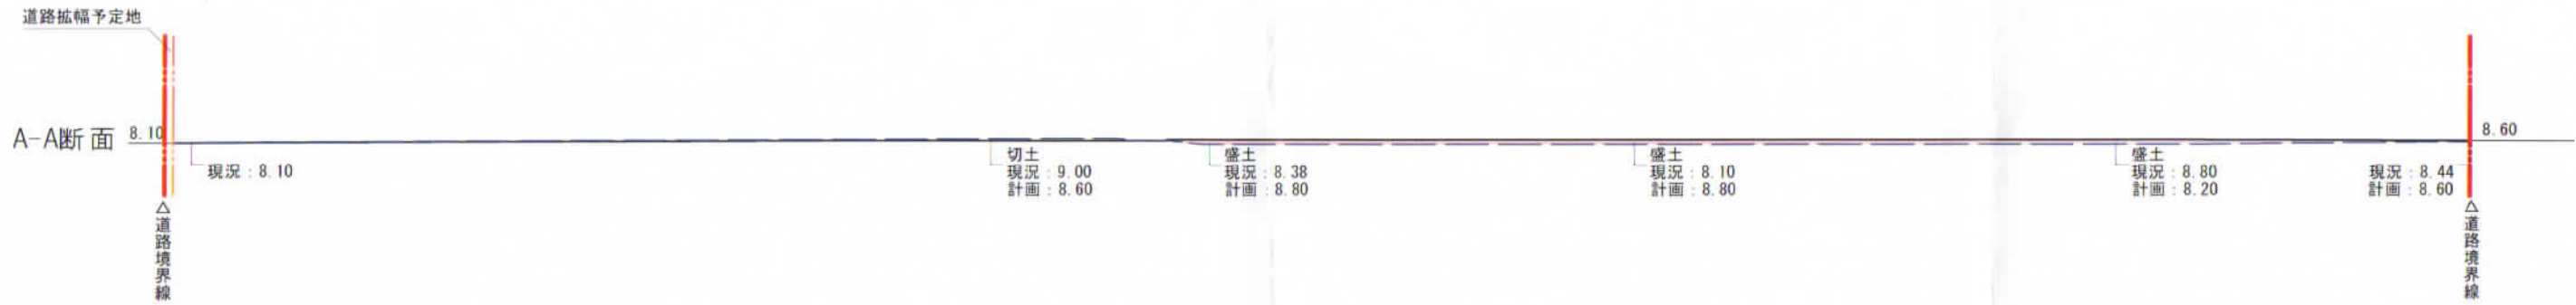 道路拡幅予定地
A-A断面
8.10
現況：8.10
切土
現況：9.00
計画：8.60
盛土
現況：8.38
計画：8.80
盛土
現況：8.10
計画：8.80
盛土
現況：8.80
計画：8.20
現況：8.44
計画：8.60
8.60
△道路境界線
△道路境界線